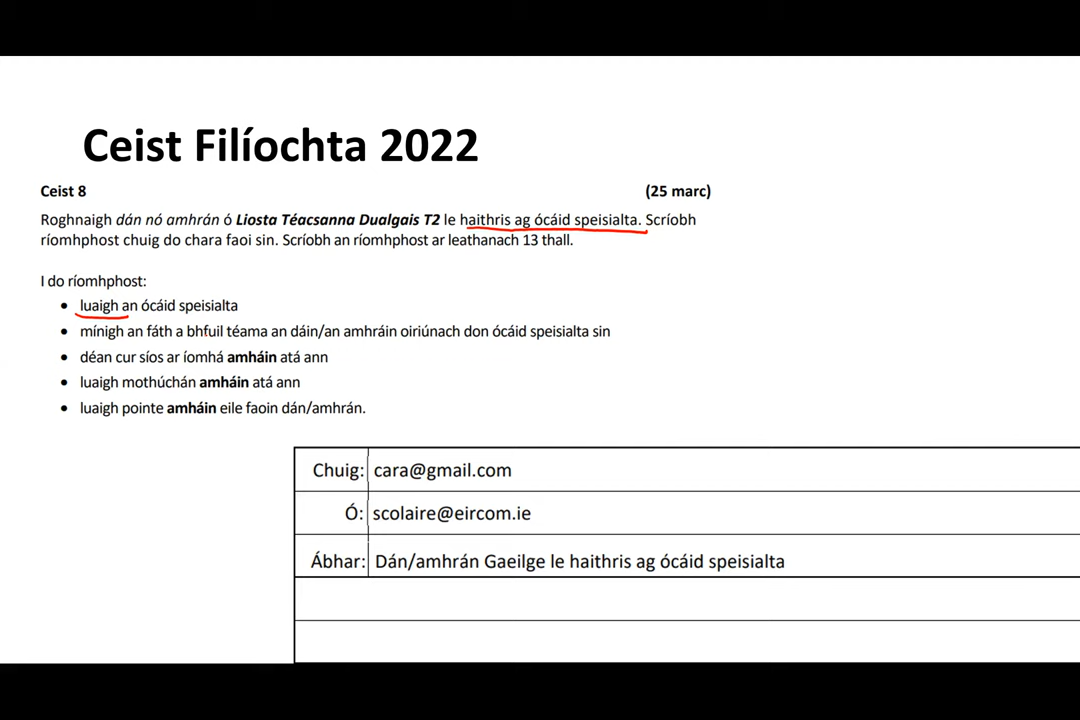 Ceist Filíochta 2022
Ceist 8 (25 marc)
Roghnaigh dán nó amhrán ó Liosta Téacsanna Dualgais T2 le haithris ag ócáid speisialta. Scríobh
ríomhphost chuig do chara faoi sin. Scríobh an ríomhphost ar leathanach 13 thall.
I do ríomhphost:
• luaigh an ócáid speisialta
• mínigh an fáth a bhfuil téama an dáin/an amhráin oiriúnach don ócáid speisialta sin
• déan cur síos ar íomhá amháin atá ann
• luaigh mothúchán amháin atá ann
• luaigh pointe amháin eile faoin dán/amhrán.
Chuig: cara@gmail.com
Ó: scolaire@eircom.ie
Ábhar: Dán/amhrán Gaeilge le haithris ag ócáid speisialta